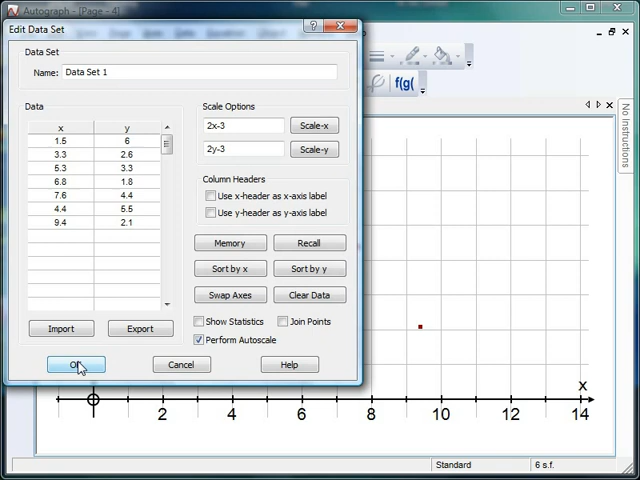 Autograph - [Page - 4]
Edit Data Set
Data Set
Name: Data Set 1
Data
x y
1.5 6
3.3 2.6
5.3 3.3
6.8 1.8
7.6 4.4
4.4 5.5
9.4 2.1
Import Export
Scale Options
2x-3 Scale-x
2y-3 Scale-y
Column Headers
Use x-header as x-axis label
Use y-header as y-axis label
Memory Recall
Sort by x Sort by y
Swap Axes Clear Data
Show Statistics Join Points
Perform Autoscale
OK Cancel Help
f(g(
No Instructions
x
2 4 6 8 10 12 14
Standard 6 s.f.